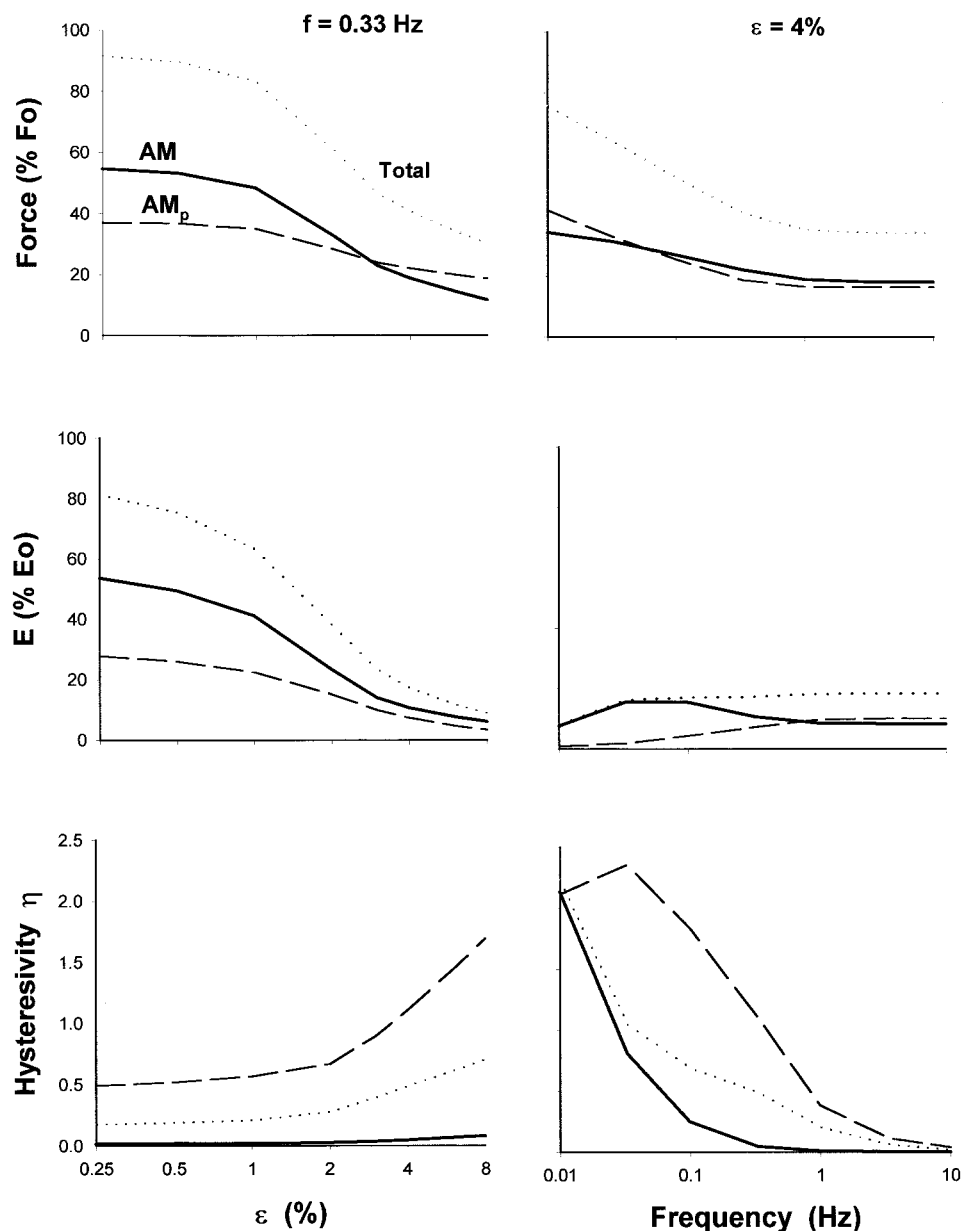 f = 0.33 Hz
ε = 4%
Force (% Fo)
100
80
60
40
20
0
AM
AMp
Total
E (% Eo)
100
80
60
40
20
0
Hysteresivity η
2.5
2.0
1.5
1.0
0.5
0.0
0.25 0.5 1 2 4 8
ε (%)
0.01 0.1 1 10
Frequency (Hz)